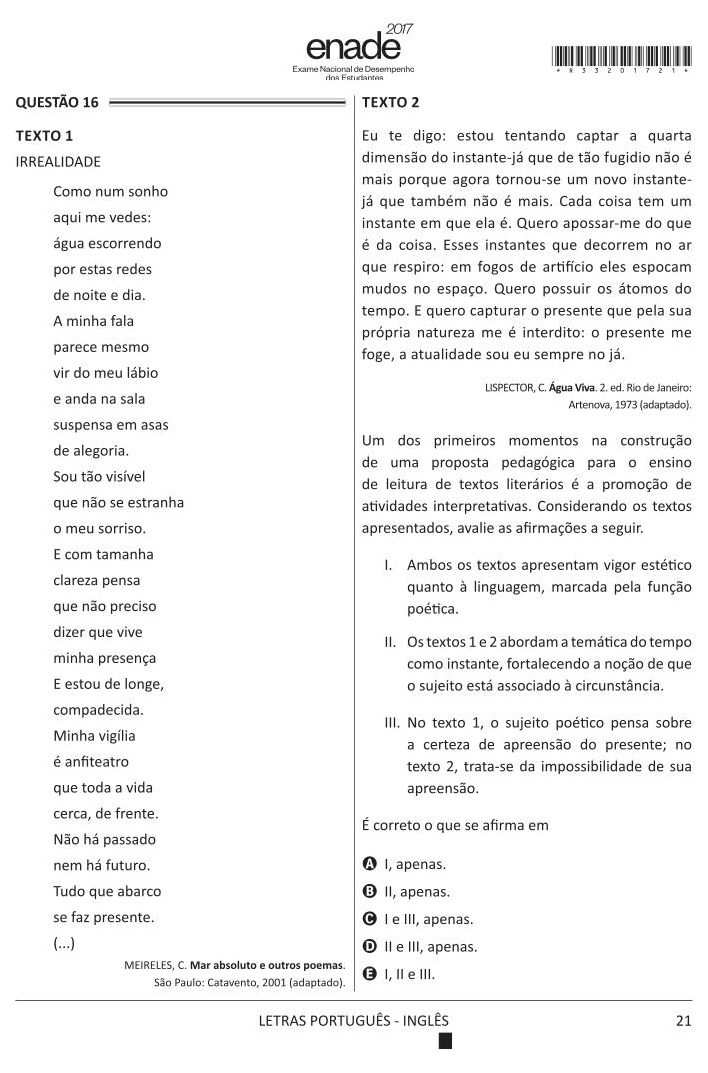 2017
enade
Exame Nacional de Desempenho
dos Estudantes
* R 3 3 2 0 1 7 2 1 *
QUESTÃO 16
TEXTO 1
IRREALIDADE
Como num sonho
aqui me vedes:
água escorrendo
por estas redes
de noite e dia.
A minha fala
parece mesmo
vir do meu lábio
e anda na sala
suspensa em asas
de alegoria.
Sou tão visível
que não se estranha
o meu sorriso.
E com tamanha
clareza pensa
que não preciso
dizer que vive
minha presença
E estou de longe,
compadecida.
Minha vigília
é anfiteatro
que toda a vida
cerca, de frente.
Não há passado
nem há futuro.
Tudo que abarco
se faz presente.
(...)
MEIRELES, C. Mar absoluto e outros poemas.
São Paulo: Catavento, 2001 (adaptado).
TEXTO 2
Eu te digo: estou tentando captar a quarta
dimensão do instante-já que de tão fugidio não é
mais porque agora tornou-se um novo instante-
já que também não é mais. Cada coisa tem um
instante em que ela é. Quero apossar-me do que
é da coisa. Esses instantes que decorrem no ar
que respiro: em fogos de artifício eles espocam
mudos no espaço. Quero possuir os átomos do
tempo. E quero capturar o presente que pela sua
própria natureza me é interdito: o presente me
foge, a atualidade sou eu sempre no já.
LISPECTOR, C. Água Viva. 2. ed. Rio de Janeiro:
Artenova, 1973 (adaptado).
Um dos primeiros momentos na construção
de uma proposta pedagógica para o ensino
de leitura de textos literários é a promoção de
atividades interpretativas. Considerando os textos
apresentados, avalie as afirmações a seguir.
I. Ambos os textos apresentam vigor estético
quanto à linguagem, marcada pela função
poética.
II. Os textos 1 e 2 abordam a temática do tempo
como instante, fortalecendo a noção de que
o sujeito está associado à circunstância.
III. No texto 1, o sujeito poético pensa sobre
a certeza de apreensão do presente; no
texto 2, trata-se da impossibilidade de sua
apreensão.
É correto o que se afirma em
A I, apenas.
B II, apenas.
C I e III, apenas.
D II e III, apenas.
E I, II e III.
LETRAS PORTUGUÊS - INGLÊS
21